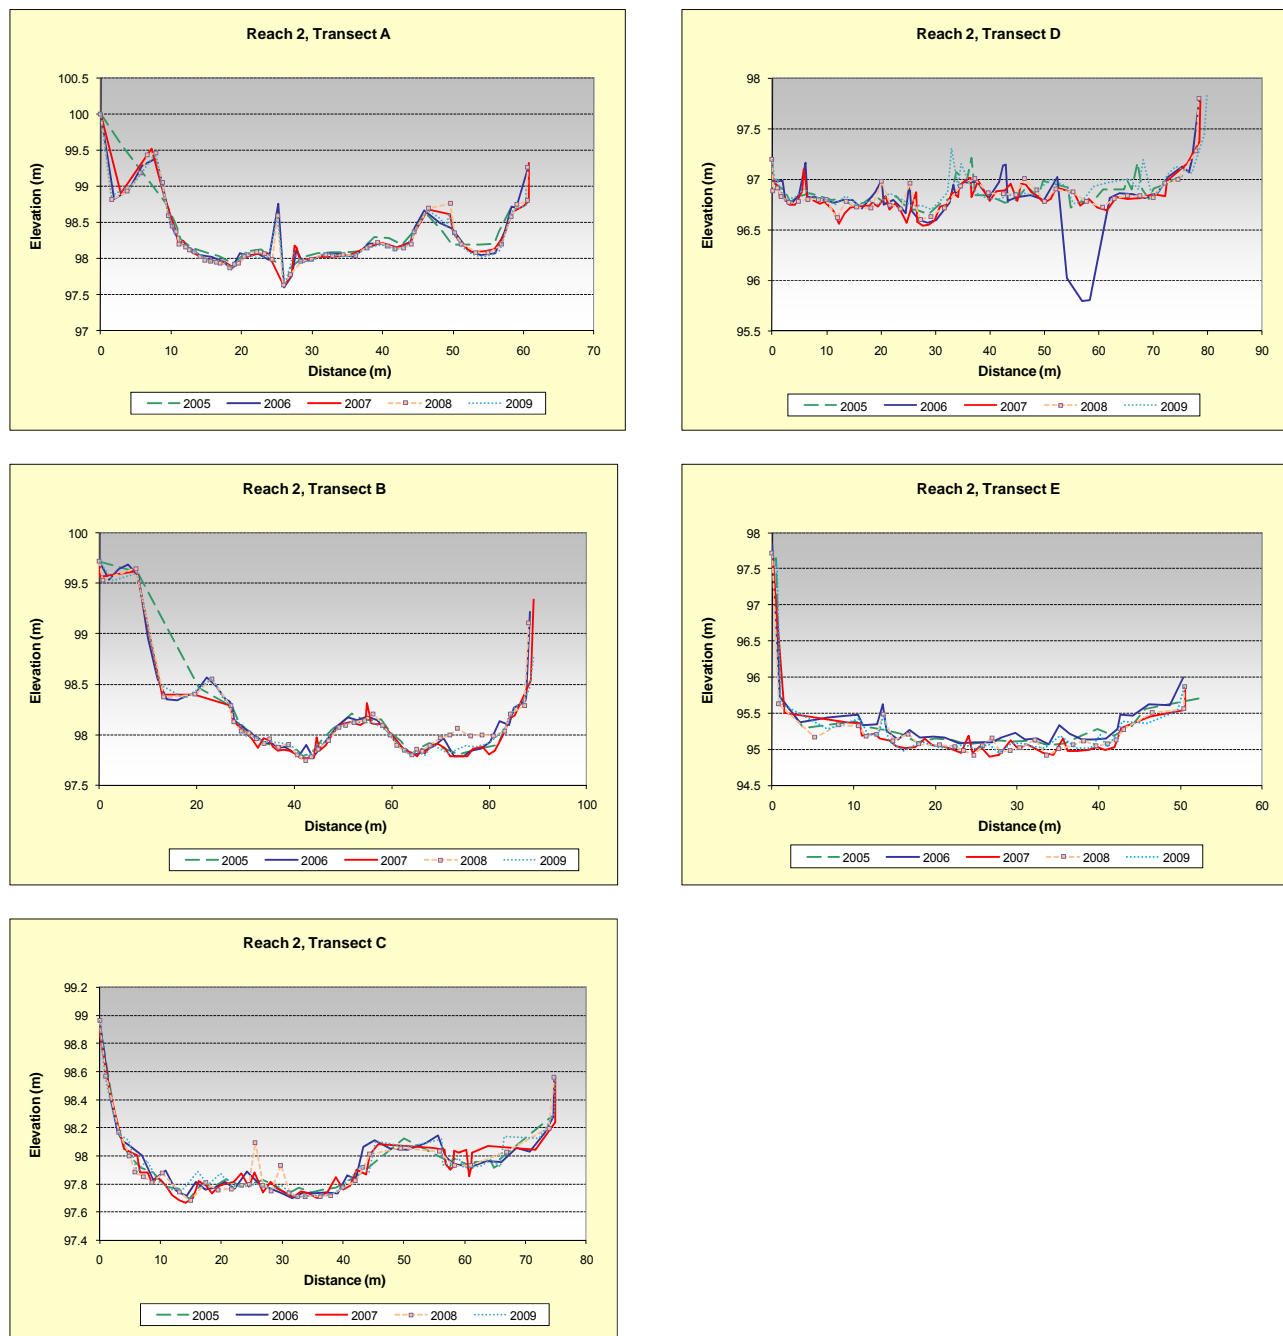 Reach 2, Transect A
100.5
100
99.5
99
98.5
98
97.5
97
Elevation (m)
0 10 20 30 40 50 60 70
Distance (m)
2005 2006 2007 2008 2009
Reach 2, Transect D
98
97.5
97
96.5
96
95.5
Elevation (m)
0 10 20 30 40 50 60 70 80 90
Distance (m)
2005 2006 2007 2008 2009
Reach 2, Transect B
100
99.5
99
98.5
98
97.5
Elevation (m)
0 20 40 60 80 100
Distance (m)
2005 2006 2007 2008 2009
Reach 2, Transect E
98
97.5
97
96.5
96
95.5
95
94.5
Elevation (m)
0 10 20 30 40 50 60
Distance (m)
2005 2006 2007 2008 2009
Reach 2, Transect C
99.2
99
98.8
98.6
98.4
98.2
98
97.8
97.6
97.4
Elevation (m)
0 10 20 30 40 50 60 70 80
Distance (m)
2005 2006 2007 2008 2009